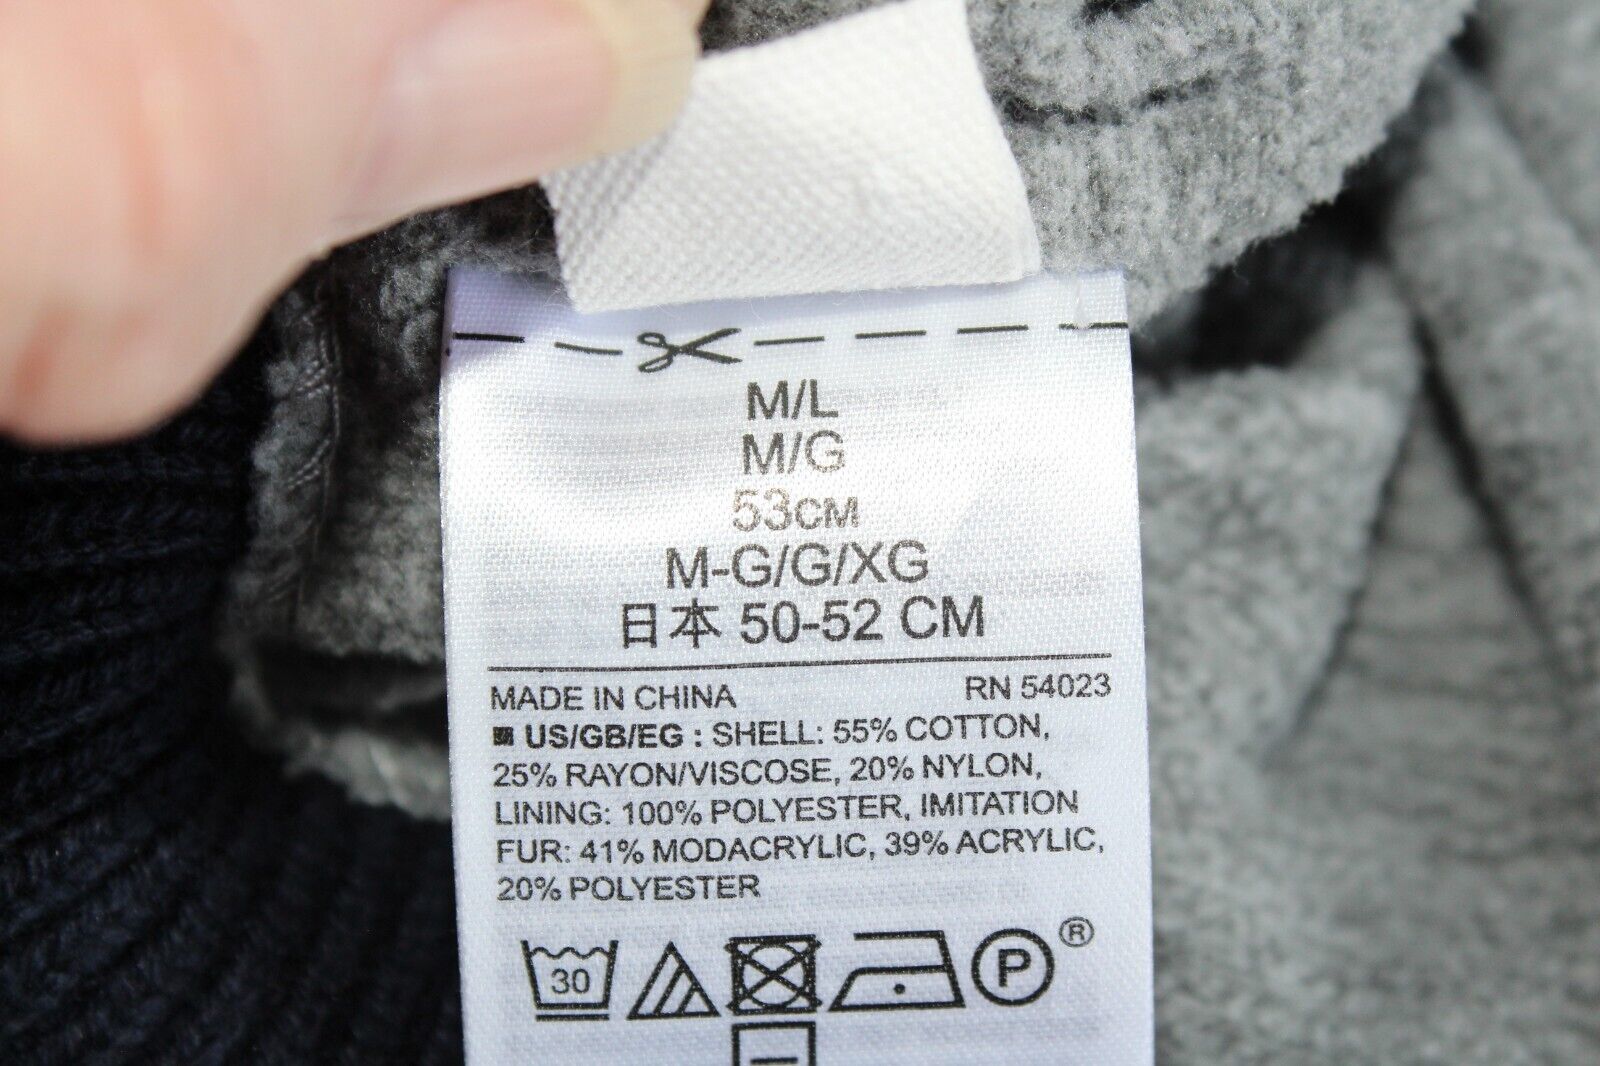 M/L
M/G
53CM
M-G/G/XG
日本 50-52 CM
MADE IN CHINA RN 54023
US/GB/EG : SHELL: 55% COTTON,
25% RAYON/VISCOSE, 20% NYLON,
LINING: 100% POLYESTER, IMITATION
FUR: 41% MODACRYLIC, 39% ACRYLIC,
20% POLYESTER
30 P ®